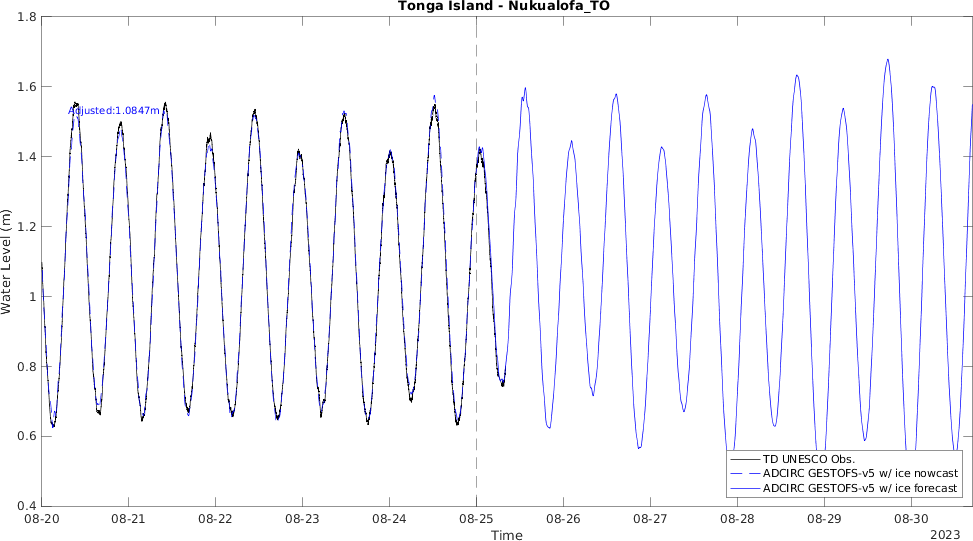 Tonga Island - Nukualofa_TO
1.8
1.6
Adjusted:1.0847m
1.4
1.2
1
0.8
0.6
0.4
Water Level (m)
TD UNESCO Obs.
ADCIRC GESTOFS-v5 w/ ice nowcast
ADCIRC GESTOFS-v5 w/ ice forecast
08-20 08-21 08-22 08-23 08-24 08-25 08-26 08-27 08-28 08-29 08-30
Time
2023